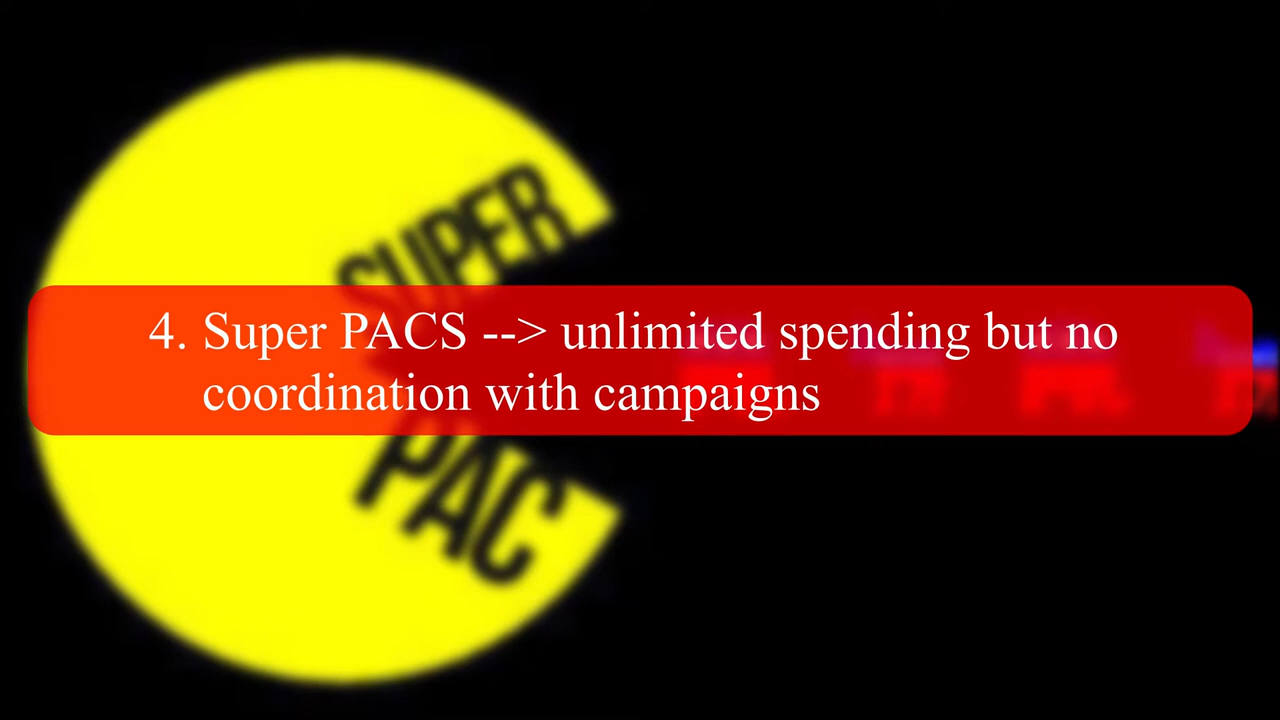 SUPER
4. Super PACS --> unlimited spending but no
coordination with campaigns
PAC